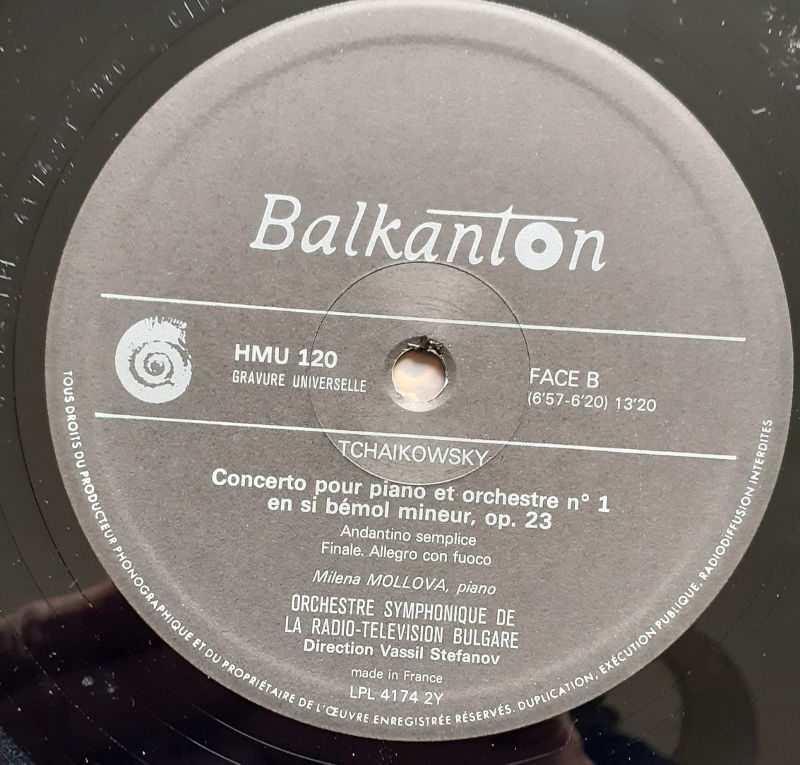 Balkanton
HMU 120
GRAVURE UNIVERSELLE
FACE B
(6'57-6'20) 13'20
TCHAIKOWSKY
Concerto pour piano et orchestre n° 1
en si bémol mineur, op. 23
Andantino semplice
Finale. Allegro con fuoco
Milena MOLLOVA, piano
ORCHESTRE SYMPHONIQUE DE
LA RADIO-TELEVISION BULGARE
Direction Vassil Stefanov
made in France
LPL 4174 2Y
TOUS DROITS DU PRODUCTEUR PHONOGRAPHIQUE ET DU PROPRIÉTAIRE DE L'ŒUVRE ENREGISTRÉE RÉSERVÉS. DUPLICATION, EXÉCUTION PUBLIQUE, RADIODIFFUSION INTERDITES